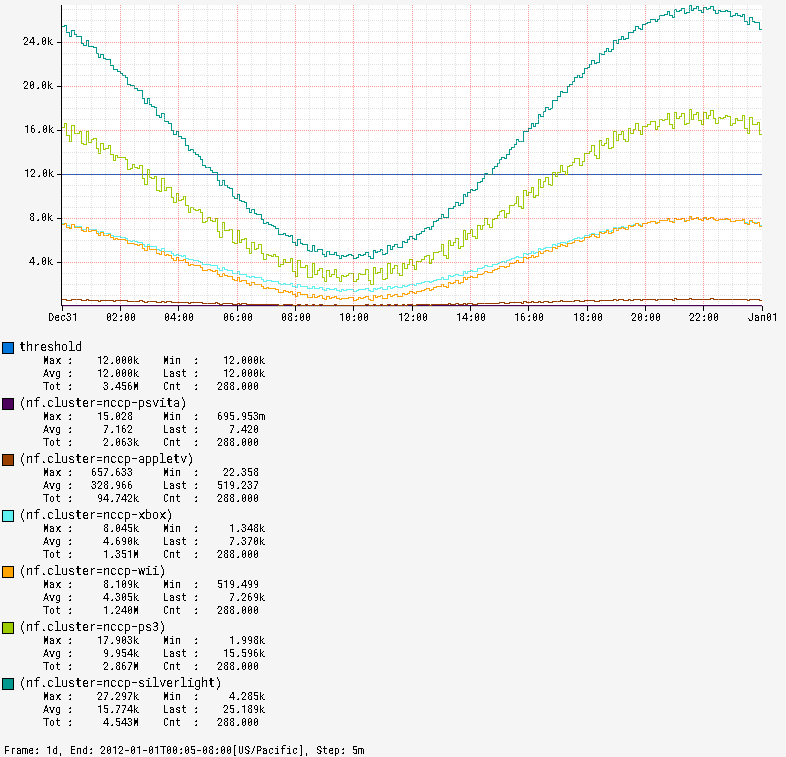 24.0k
20.0k
16.0k
12.0k
8.0k
4.0k
Dec31 02:00 04:00 06:00 08:00 10:00 12:00 14:00 16:00 18:00 20:00 22:00 Jan01
threshold
Max : 12.000k Min : 12.000k
Avg : 12.000k Last : 12.000k
Tot : 3.456M Cnt : 288.000
(nf.cluster=nccp-psvita)
Max : 15.028 Min : 695.953m
Avg : 7.162 Last : 7.420
Tot : 2.063k Cnt : 288.000
(nf.cluster=nccp-appletv)
Max : 657.633 Min : 22.358
Avg : 328.966 Last : 519.237
Tot : 94.742k Cnt : 288.000
(nf.cluster=nccp-xbox)
Max : 8.045k Min : 1.348k
Avg : 4.690k Last : 7.370k
Tot : 1.351M Cnt : 288.000
(nf.cluster=nccp-wii)
Max : 8.109k Min : 519.499
Avg : 4.305k Last : 7.269k
Tot : 1.240M Cnt : 288.000
(nf.cluster=nccp-ps3)
Max : 17.903k Min : 1.998k
Avg : 9.954k Last : 15.596k
Tot : 2.867M Cnt : 288.000
(nf.cluster=nccp-silverlight)
Max : 27.297k Min : 4.285k
Avg : 15.774k Last : 25.189k
Tot : 4.543M Cnt : 288.000
Frame: 1d, End: 2012-01-01T00:05-08:00[US/Pacific], Step: 5m